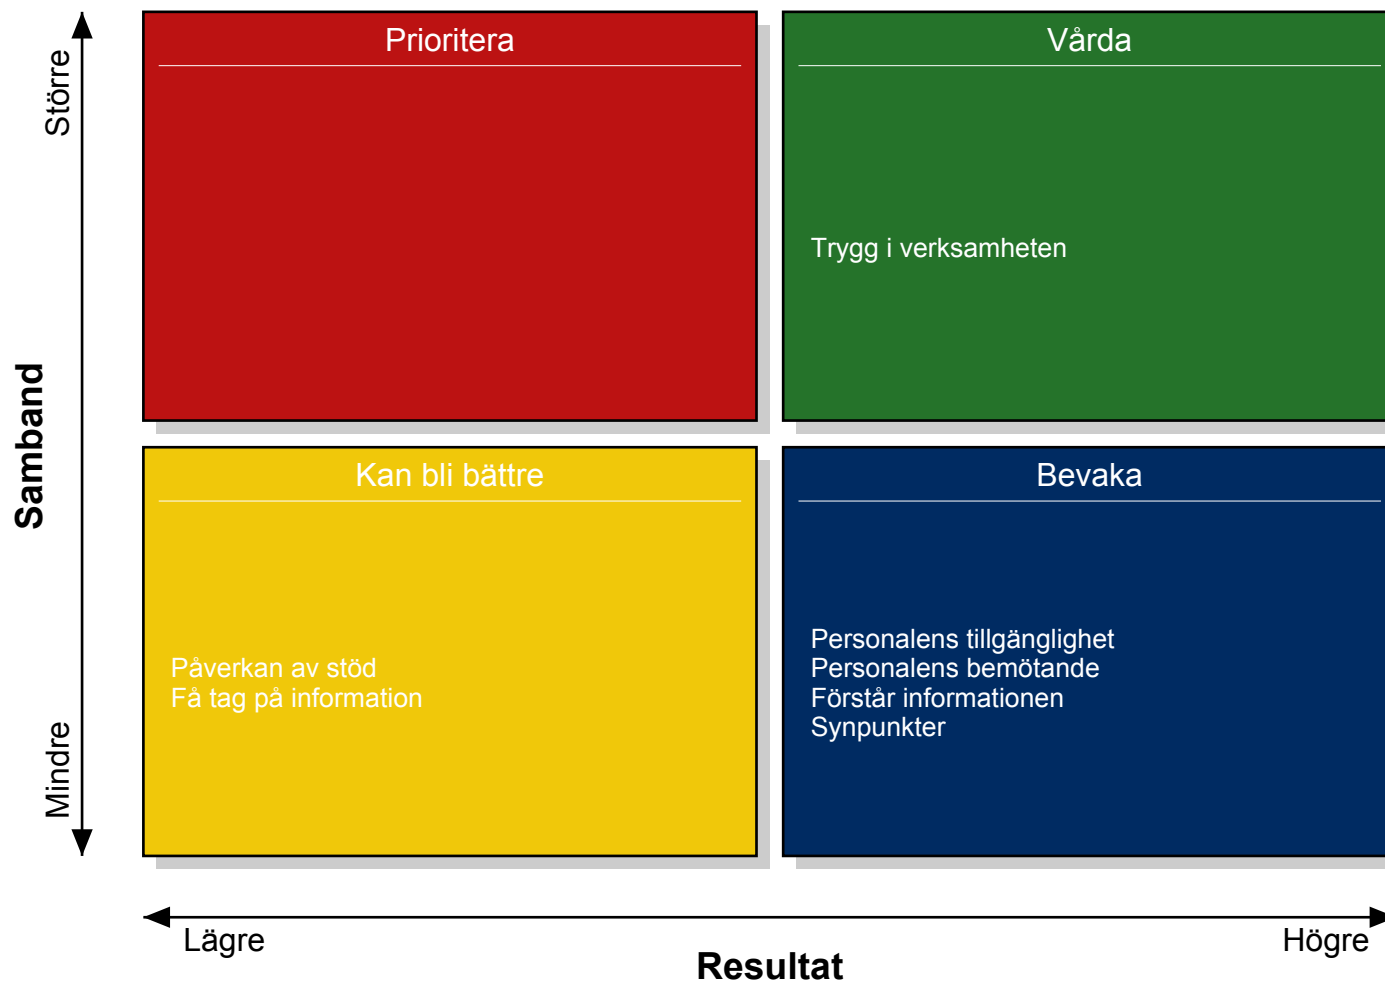 Prioritera
Vårda
Trygg i verksamheten
Kan bli bättre
Påverkan av stöd
Få tag på information
Bevaka
Personalens tillgänglighet
Personalens bemötande
Förstår informationen
Synpunkter
Större
Samband
Mindre
Lägre
Högre
Resultat